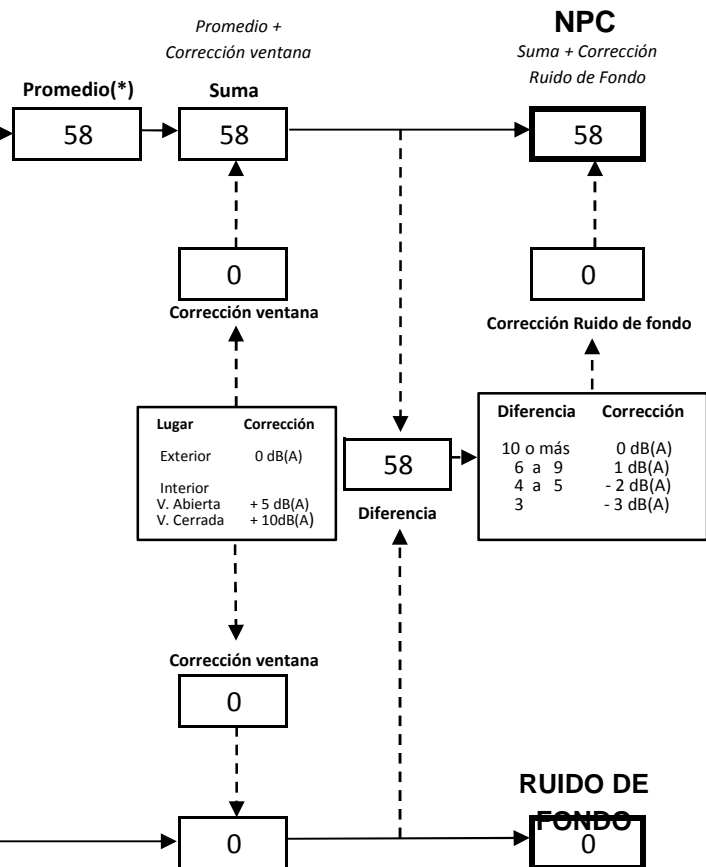 Promedio +
Corrección ventana
NPC
Suma + Corrección
Ruido de Fondo
Promedio(*)
Suma
58
58
58
0
0
Corrección ventana
Corrección Ruido de fondo
Lugar Corrección
Exterior 0 dB(A)
Interior
V. Abierta + 5 dB(A)
V. Cerrada + 10dB(A)
58
Diferencia
Diferencia Corrección
10 o más 0 dB(A)
6 a 9 1 dB(A)
4 a 5 - 2 dB(A)
3 - 3 dB(A)
Corrección ventana
0
RUIDO DE
FONDO
0
0